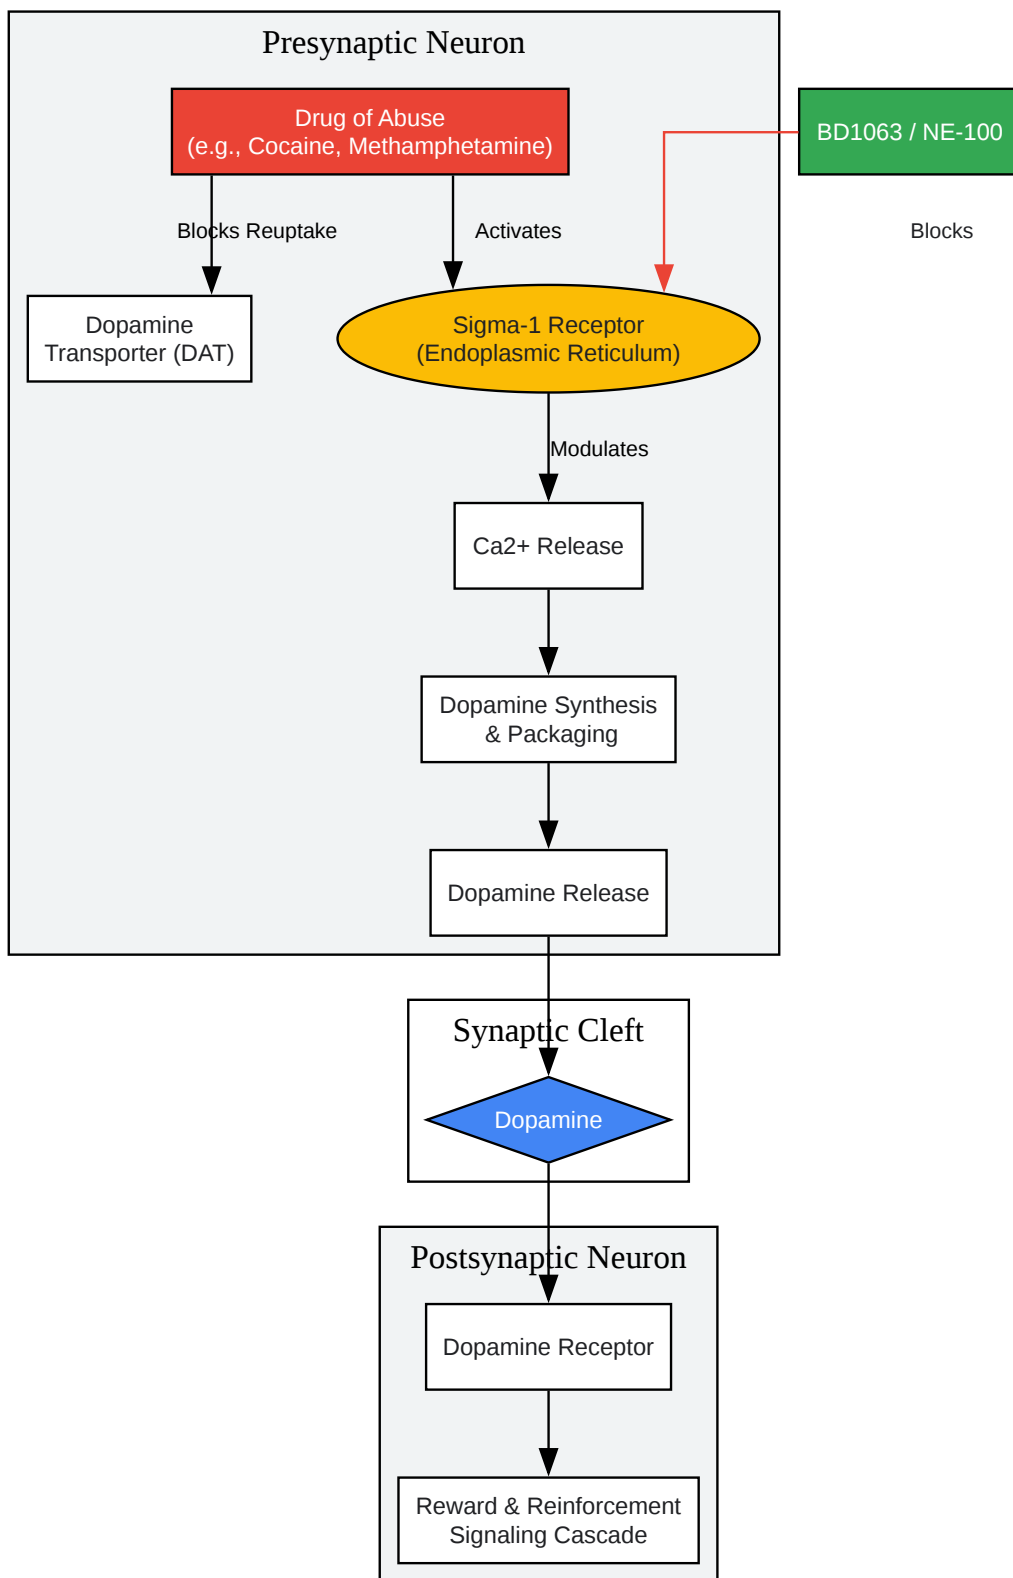 Presynaptic Neuron
Drug of Abuse
(e.g., Cocaine, Methamphetamine)
BD1063 / NE-100
Blocks Reuptake
Activates
Blocks
Dopamine
Transporter (DAT)
Sigma-1 Receptor
(Endoplasmic Reticulum)
Modulates
Ca2+ Release
Dopamine Synthesis
& Packaging
Dopamine Release
Synaptic Cleft
Dopamine
Postsynaptic Neuron
Dopamine Receptor
Reward & Reinforcement
Signaling Cascade